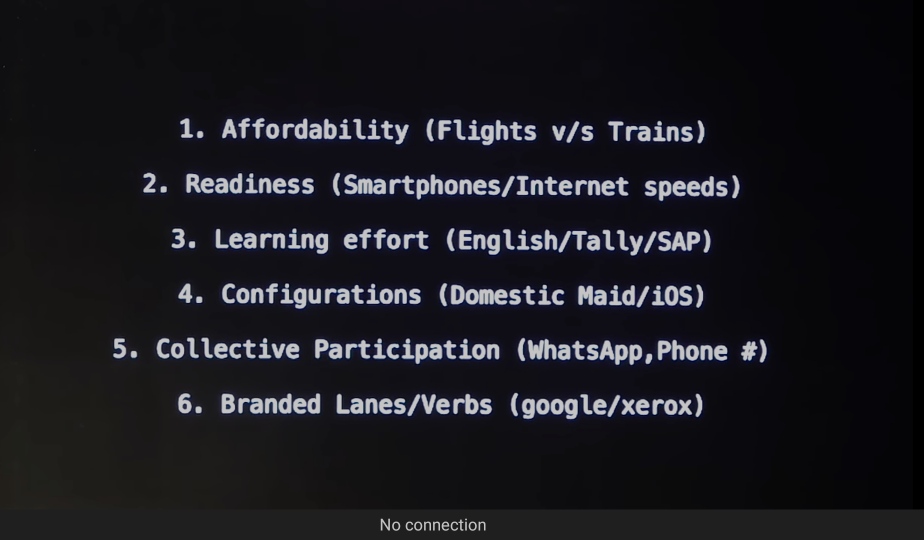 1. Affordability (Flights v/s Trains)
2. Readiness (Smartphones/Internet speeds)
3. Learning effort (English/Tally/SAP)
4. Configurations (Domestic Maid/iOS)
5. Collective Participation (WhatsApp,Phone #)
6. Branded Lanes/Verbs (google/xerox)
No connection